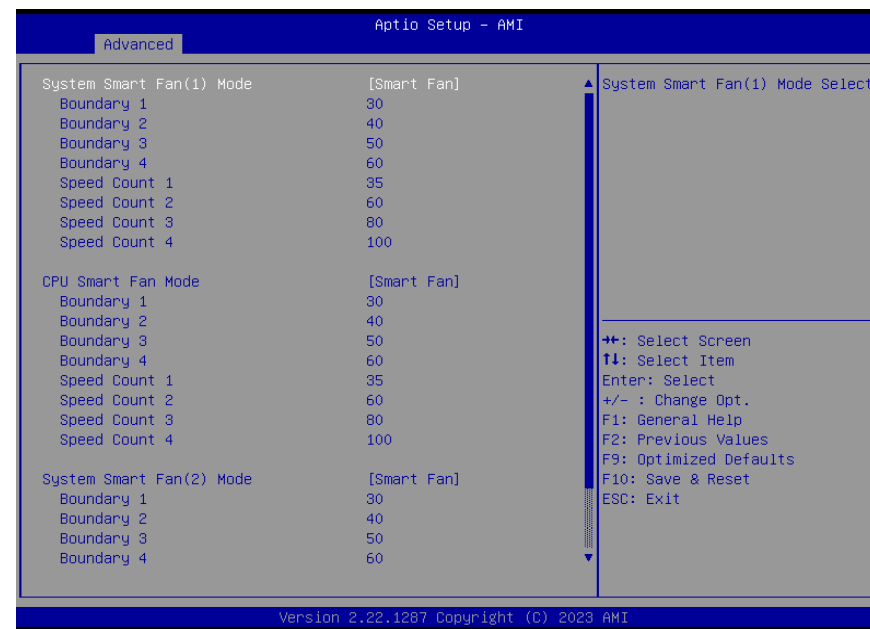 Aptio Setup – AMI
Advanced
System Smart Fan(1) Mode [Smart Fan]
Boundary 1 30
Boundary 2 40
Boundary 3 50
Boundary 4 60
Speed Count 1 35
Speed Count 2 60
Speed Count 3 80
Speed Count 4 100
CPU Smart Fan Mode [Smart Fan]
Boundary 1 30
Boundary 2 40
Boundary 3 50
Boundary 4 60
Speed Count 1 35
Speed Count 2 60
Speed Count 3 80
Speed Count 4 100
System Smart Fan(2) Mode [Smart Fan]
Boundary 1 30
Boundary 2 40
Boundary 3 50
Boundary 4 60
System Smart Fan(1) Mode Select
→←: Select Screen
↑↓: Select Item
Enter: Select
+/- : Change Opt.
F1: General Help
F2: Previous Values
F9: Optimized Defaults
F10: Save & Reset
ESC: Exit
Version 2.22.1287 Copyright (C) 2023 AMI